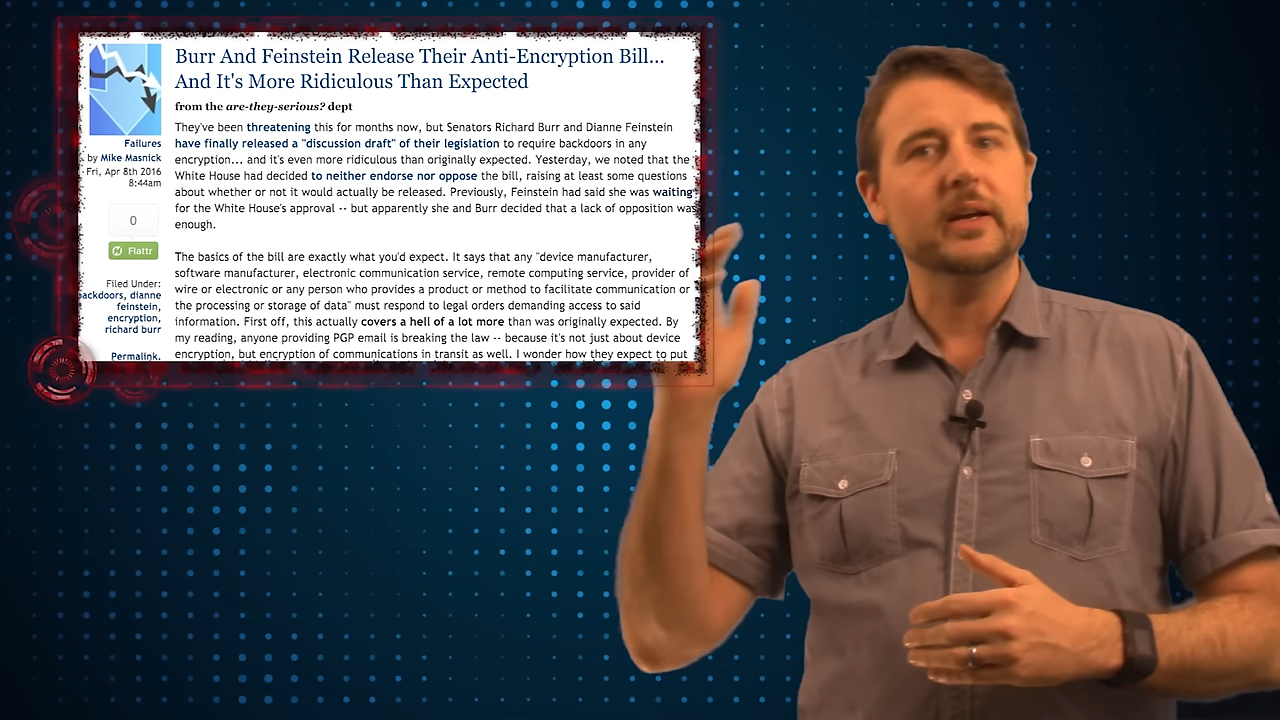 Burr And Feinstein Release Their Anti-Encryption Bill...
And It's More Ridiculous Than Expected
from the are-they-serious? dept
Failures
by Mike Masnick
- Fri, Apr 8th 2016
8:44am
0
Flattr
Filed Under:
backdoors, dianne
feinstein,
encryption,
richard burr
Permalink.
They've been threatening this for months now, but Senators Richard Burr and Dianne Feinstein
have finally released a "discussion draft" of their legislation to require backdoors in any
encryption... and it's even more ridiculous than originally expected. Yesterday, we noted that the
White House had decided to neither endorse nor oppose the bill, raising at least some questions
about whether or not it would actually be released. Previously, Feinstein had said she was waiting
for the White House's approval -- but apparently she and Burr decided that a lack of opposition was
enough.
The basics of the bill are exactly what you'd expect. It says that any "device manufacturer,
software manufacturer, electronic communication service, remote computing service, provider of
wire or electronic or any person who provides a product or method to facilitate communication or
the processing or storage of data" must respond to legal orders demanding access to said
information. First off, this actually covers a hell of a lot more than was originally expected. By
my reading, anyone providing PGP email is breaking the law -- because it's not just about device
encryption, but encryption of communications in transit as well. I wonder how they expect to put